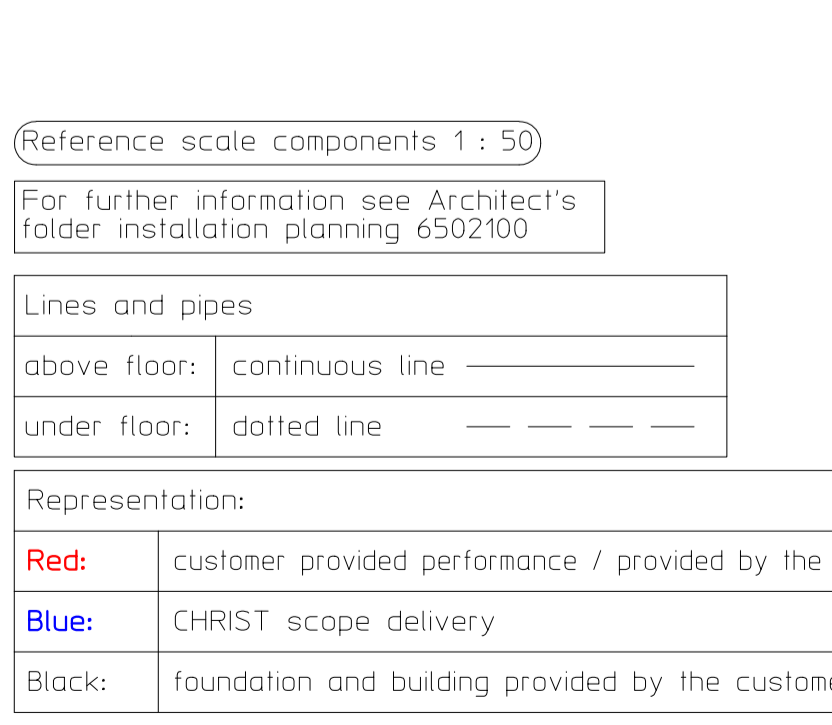 Reference scale components 1 : 50
For further information see Architect's
folder installation planning 6502100
Lines and pipes
above floor: continuous line
under floor: dotted line
Representation:
Red: customer provided performance / provided by the
Blue: CHRIST scope delivery
Black: foundation and building provided by the